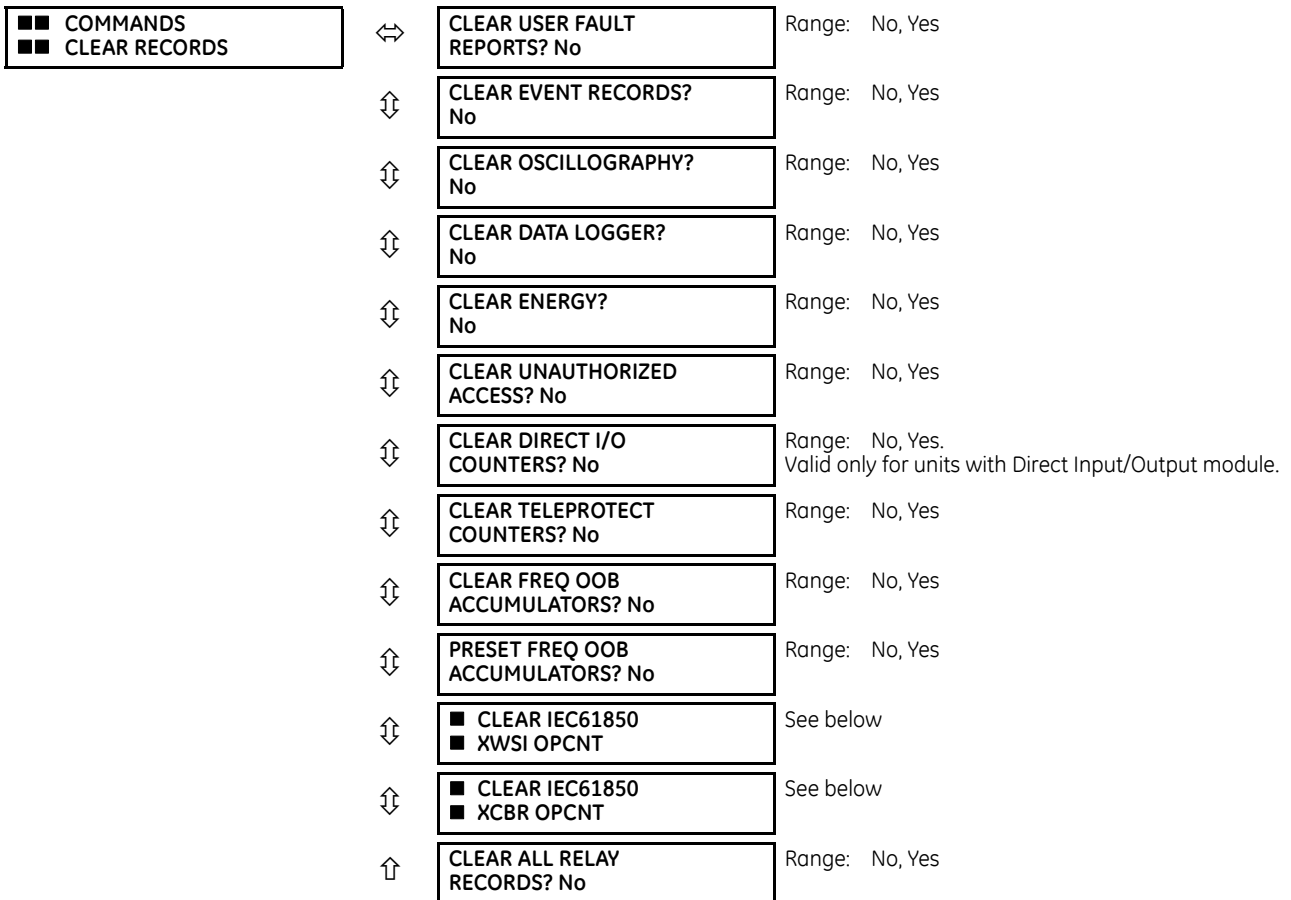 ■■ COMMANDS
■■ CLEAR RECORDS
CLEAR USER FAULT
REPORTS? No
Range: No, Yes
CLEAR EVENT RECORDS?
No
Range: No, Yes
CLEAR OSCILLOGRAPHY?
No
Range: No, Yes
CLEAR DATA LOGGER?
No
Range: No, Yes
CLEAR ENERGY?
No
Range: No, Yes
CLEAR UNAUTHORIZED
ACCESS? No
Range: No, Yes
CLEAR DIRECT I/O
COUNTERS? No
Range: No, Yes.
Valid only for units with Direct Input/Output module.
CLEAR TELEPROTECT
COUNTERS? No
Range: No, Yes
CLEAR FREQ OOB
ACCUMULATORS? No
Range: No, Yes
PRESET FREQ OOB
ACCUMULATORS? No
Range: No, Yes
■ CLEAR IEC61850
■ XWSI OPCNT
See below
■ CLEAR IEC61850
■ XCBR OPCNT
See below
CLEAR ALL RELAY
RECORDS? No
Range: No, Yes